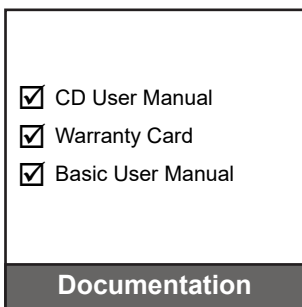 CD User Manual
Warranty Card
Basic User Manual
Documentation